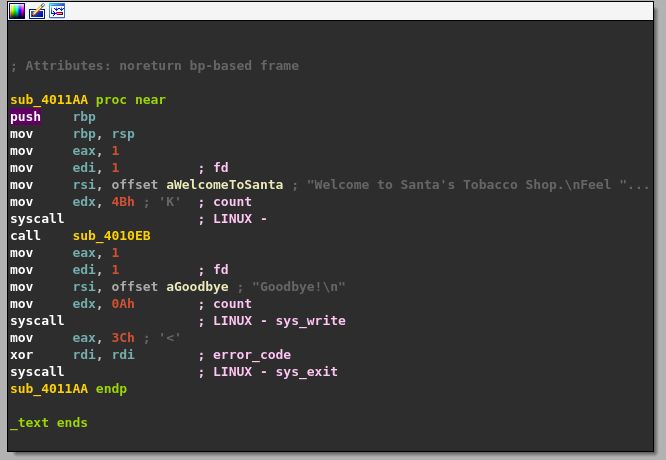 ; Attributes: noreturn bp-based frame
sub_4011AA proc near
push rbp
mov rbp, rsp
mov eax, 1
mov edi, 1 ; fd
mov rsi, offset aWelcomeToSanta ; "Welcome to Santa's Tobacco Shop.\nFeel "...
mov edx, 4Bh ; 'K' ; count
syscall ; LINUX -
call sub_4010EB
mov eax, 1
mov edi, 1 ; fd
mov rsi, offset aGoodbye ; "Goodbye!\n"
mov edx, 0Ah ; count
syscall ; LINUX - sys_write
mov eax, 3Ch ; '<'
xor rdi, rdi ; error_code
syscall ; LINUX - sys_exit
sub_4011AA endp
_text ends